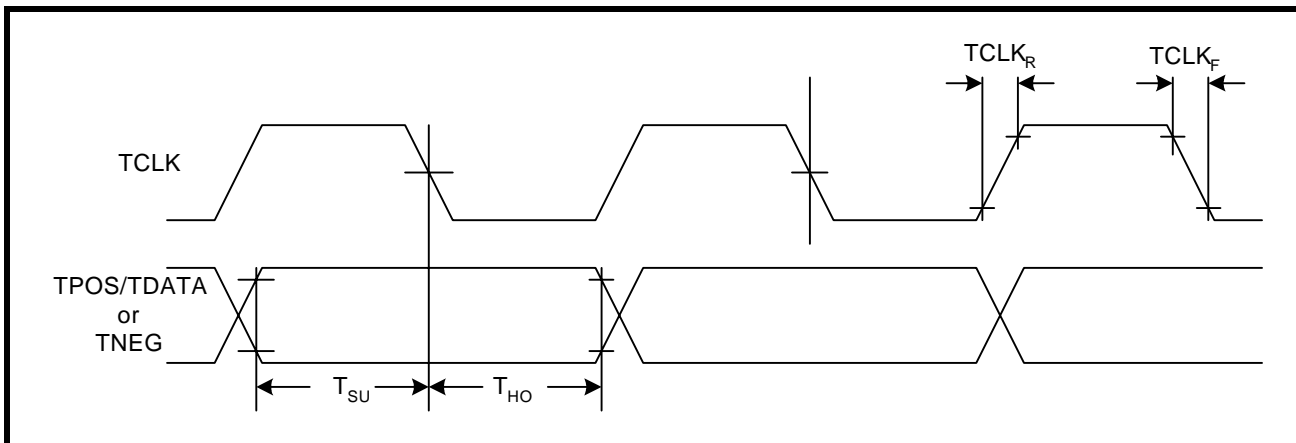 TCLK_R
TCLK_F
TCLK
TPOS/TDATA
or
TNEG
T_SU
T_HO